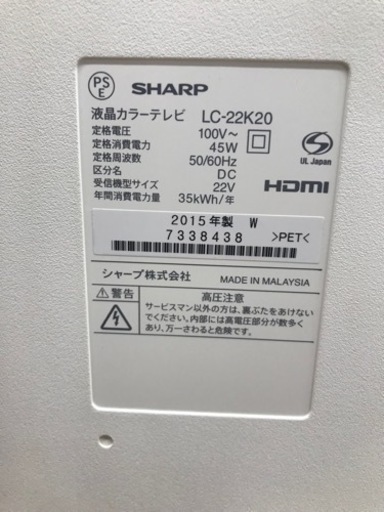 PS
E
SHARP
液晶カラーテレビ LC-22K20
定格電圧 100V～
定格消費電力 45W
定格周波数 50/60Hz
区分名 DC
受信機型サイズ 22V
年間消費電力量 35kWh/年
S
UL Japan
HDMI
2015年製 W
7338438
>PET<
シャープ株式会社 MADE IN MALAYSIA
警告 高圧注意
サービスマン以外の方は、裏ぶたをあけない
でください。内部には高電圧部分が数多く
あり、万一さわると危険です。